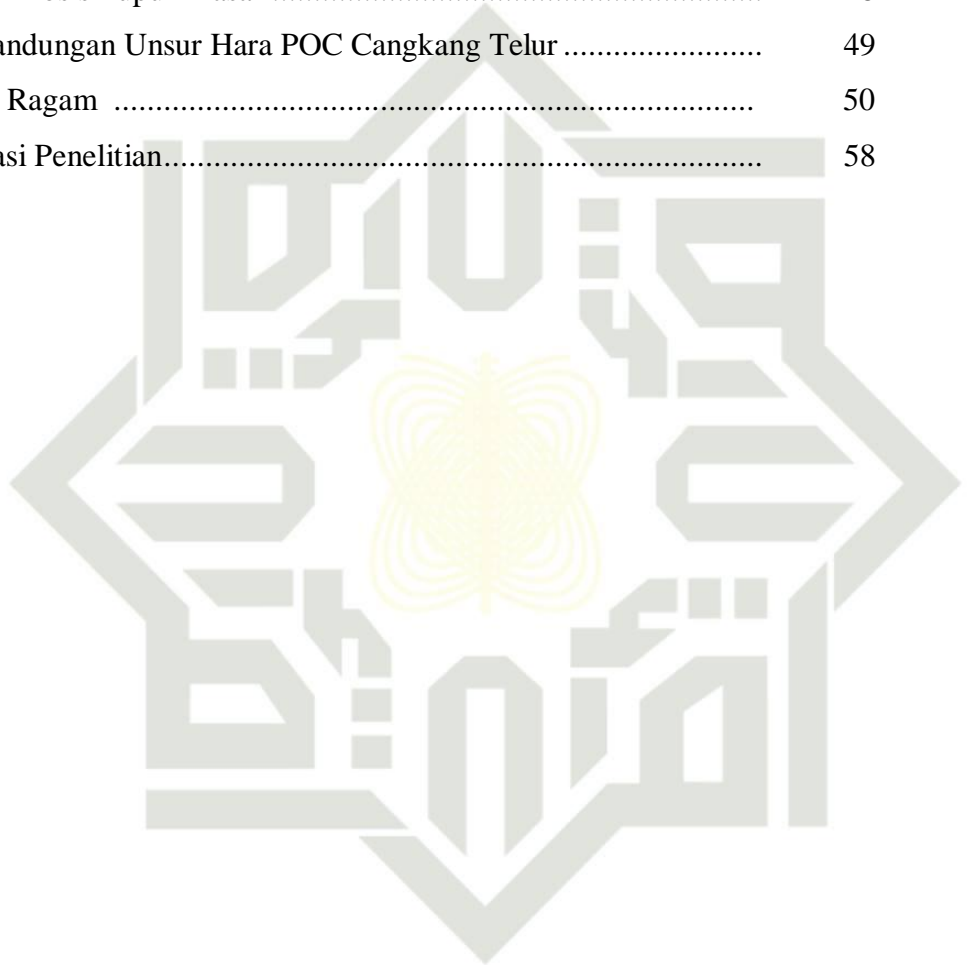 andungan Unsur Hara POC Cangkang Telur ........................ 49
Ragam ............................................................................. 50
asi Penelitian........................................................................ 58